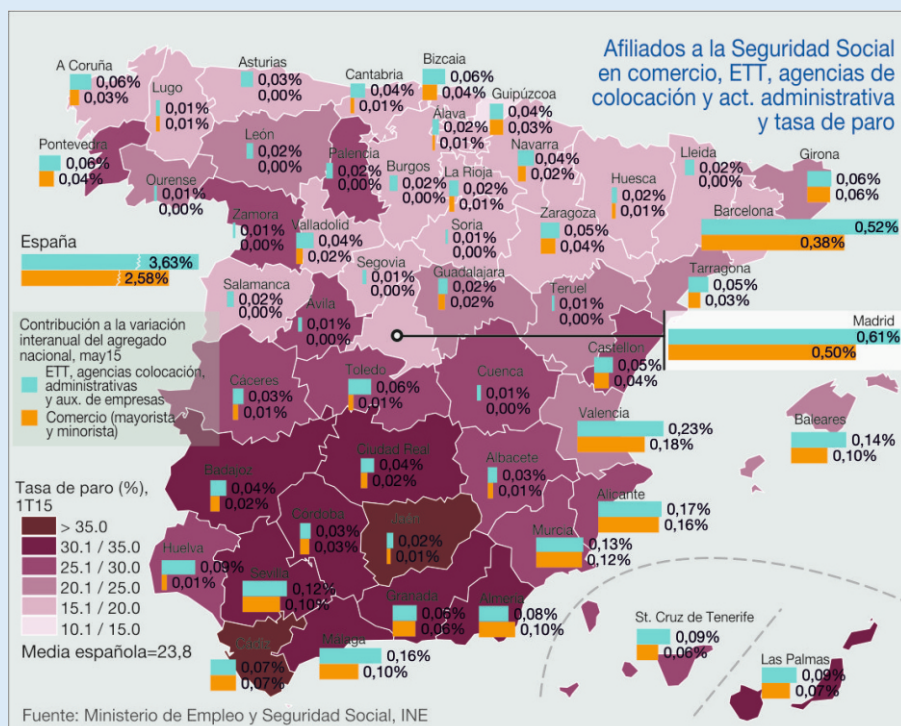 Afiliados a la Seguridad Social
en comercio, ETT, agencias de
colocación y act. administrativa
y tasa de paro
A Coruña
0,06%
0,03%
Lugo
0,01%
0,01%
Asturias
0,03%
0,00%
Cantabria
0,04%
0,01%
Bizcaia
0,06%
0,04%
Guipúzcoa
0,04%
0,03%
Álava
0,02%
0,01%
Navarra
0,04%
0,02%
Pontevedra
0,06%
0,04%
Ourense
0,01%
0,00%
León
0,02%
0,00%
Palencia
0,02%
0,00%
Burgos
0,02%
0,00%
La Rioja
0,02%
0,01%
Huesca
0,02%
0,01%
Lleida
0,02%
0,00%
Girona
0,06%
0,06%
Barcelona
0,52%
0,38%
Zamora
0,01%
0,00%
Valladolid
0,04%
0,02%
Soria
0,01%
0,00%
Zaragoza
0,05%
0,04%
España
3,63%
2,58%
Salamanca
0,02%
0,00%
Segovia
0,01%
0,00%
Guadalajara
0,02%
0,02%
Teruel
0,01%
0,00%
Tarragona
0,05%
0,03%
Ávila
0,01%
0,00%
Madrid
0,61%
0,50%
Contribución a la variación
interanual del agregado
nacional, may15
ETT, agencias colocación,
administrativas
y aux. de empresas
Comercio (mayorista
y minorista)
Caceres
0,03%
0,01%
Toledo
0,06%
0,01%
Cuenca
0,01%
0,00%
Castellon
0,05%
0,04%
Valencia
0,23%
0,18%
Baleares
0,14%
0,10%
Badajoz
0,04%
0,02%
Ciudad Real
0,04%
0,02%
Albacete
0,03%
0,01%
Alicante
0,17%
0,16%
Tasa de paro (%),
1T15
> 35.0
30.1 / 35.0
25.1 / 30.0
20.1 / 25.0
15.1 / 20.0
10.1 / 15.0
Media española=23,8
Cordoba
0,03%
0,03%
Jaén
0,02%
0,01%
Murcia
0,13%
0,12%
Huelva
0,09%
0,01%
Sevilla
0,12%
0,10%
Granada
0,06%
0,06%
Almeria
0,08%
0,10%
Cádiz
0,07%
0,07%
Malaga
0,16%
0,10%
St. Cruz de Tenerife
0,09%
0,06%
Las Palmas
0,09%
0,07%
Fuente: Ministerio de Empleo y Seguridad Social, INE